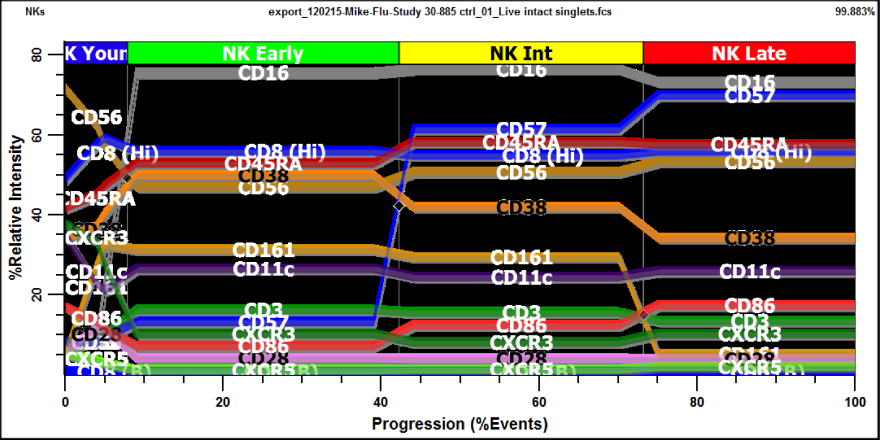 NKs
export_120215-Mike-Flu-Study 30-885 ctrl_01_Live intact singlets.fcs
99.883%
K Youn
NK Early
NK Int
NK Late
%Relative Intensity
80
60
40
20
CD56
CD8 (Hi)
CD45RA
CXCR3
CD11c
CD86
CD28
CXCR5
CD16
CD8 (Hi)
CD45RA
CD38
CD56
CD161
CD11c
CD3
CD57
CXCR3
CD86
CD28
CXCR5
CD16
CD57
CD45RA
CD8 (Hi)
CD56
CD38
CD161
CD11c
CD3
CD86
CXCR3
CD28
CXCR5
CD16
CD57
CD45RA
CD56
CD38
CD11c
CD86
CD3
CXCR3
CD28
CXCR5
0
20
40
60
80
100
Progression (%Events)